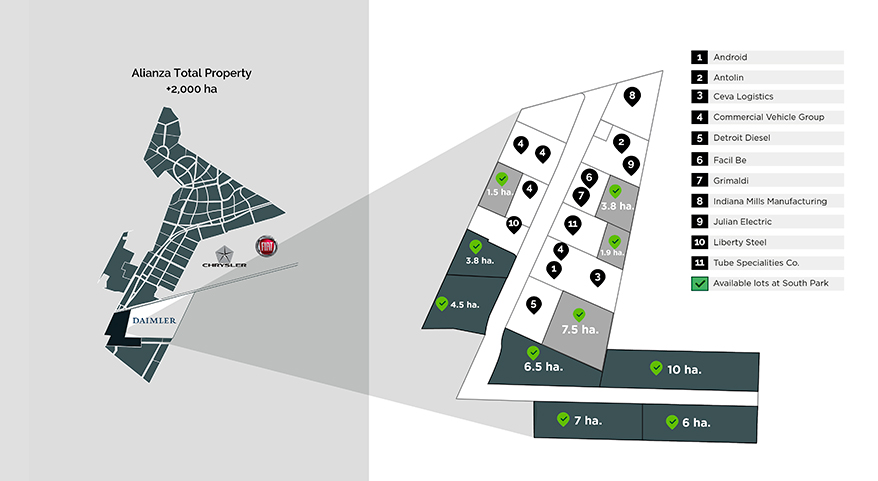 Alianza Total Property
+2,000 ha
FIAT
CHRYSLER
DAIMLER
8
4
4
2
9
1.5 ha.
4
6
7
3.8 ha.
10
11
3.8 ha.
4
1.9 ha.
1
3
4.5 ha.
5
7.5 ha.
6.5 ha.
10 ha.
7 ha.
6 ha.
1 Android
2 Antolin
3 Ceva Logistics
4 Commercial Vehicle Group
5 Detroit Diesel
6 Facil Be
7 Grimaldi
8 Indiana Mills Manufacturing
9 Julian Electric
10 Liberty Steel
11 Tube Specialities Co.
Available lots at South Park